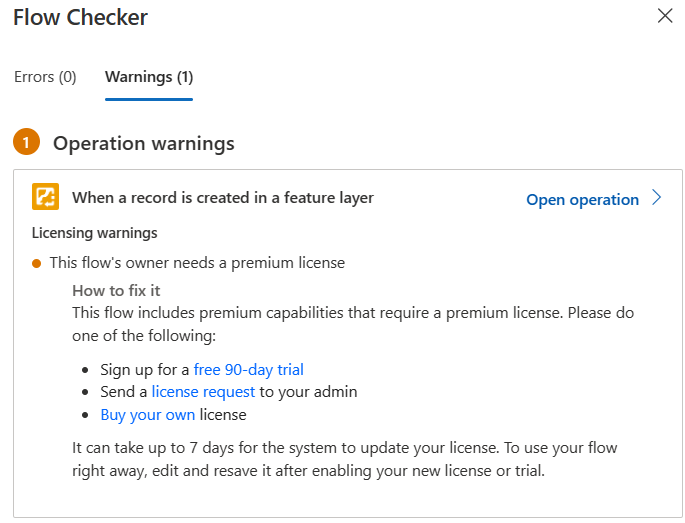 Flow Checker
Errors (0)
Warnings (1)
1
Operation warnings
When a record is created in a feature layer
Open operation
Licensing warnings
This flow's owner needs a premium license
How to fix it
This flow includes premium capabilities that require a premium license. Please do
one of the following:
Sign up for a free 90-day trial
Send a license request to your admin
Buy your own license
It can take up to 7 days for the system to update your license. To use your flow
right away, edit and resave it after enabling your new license or trial.